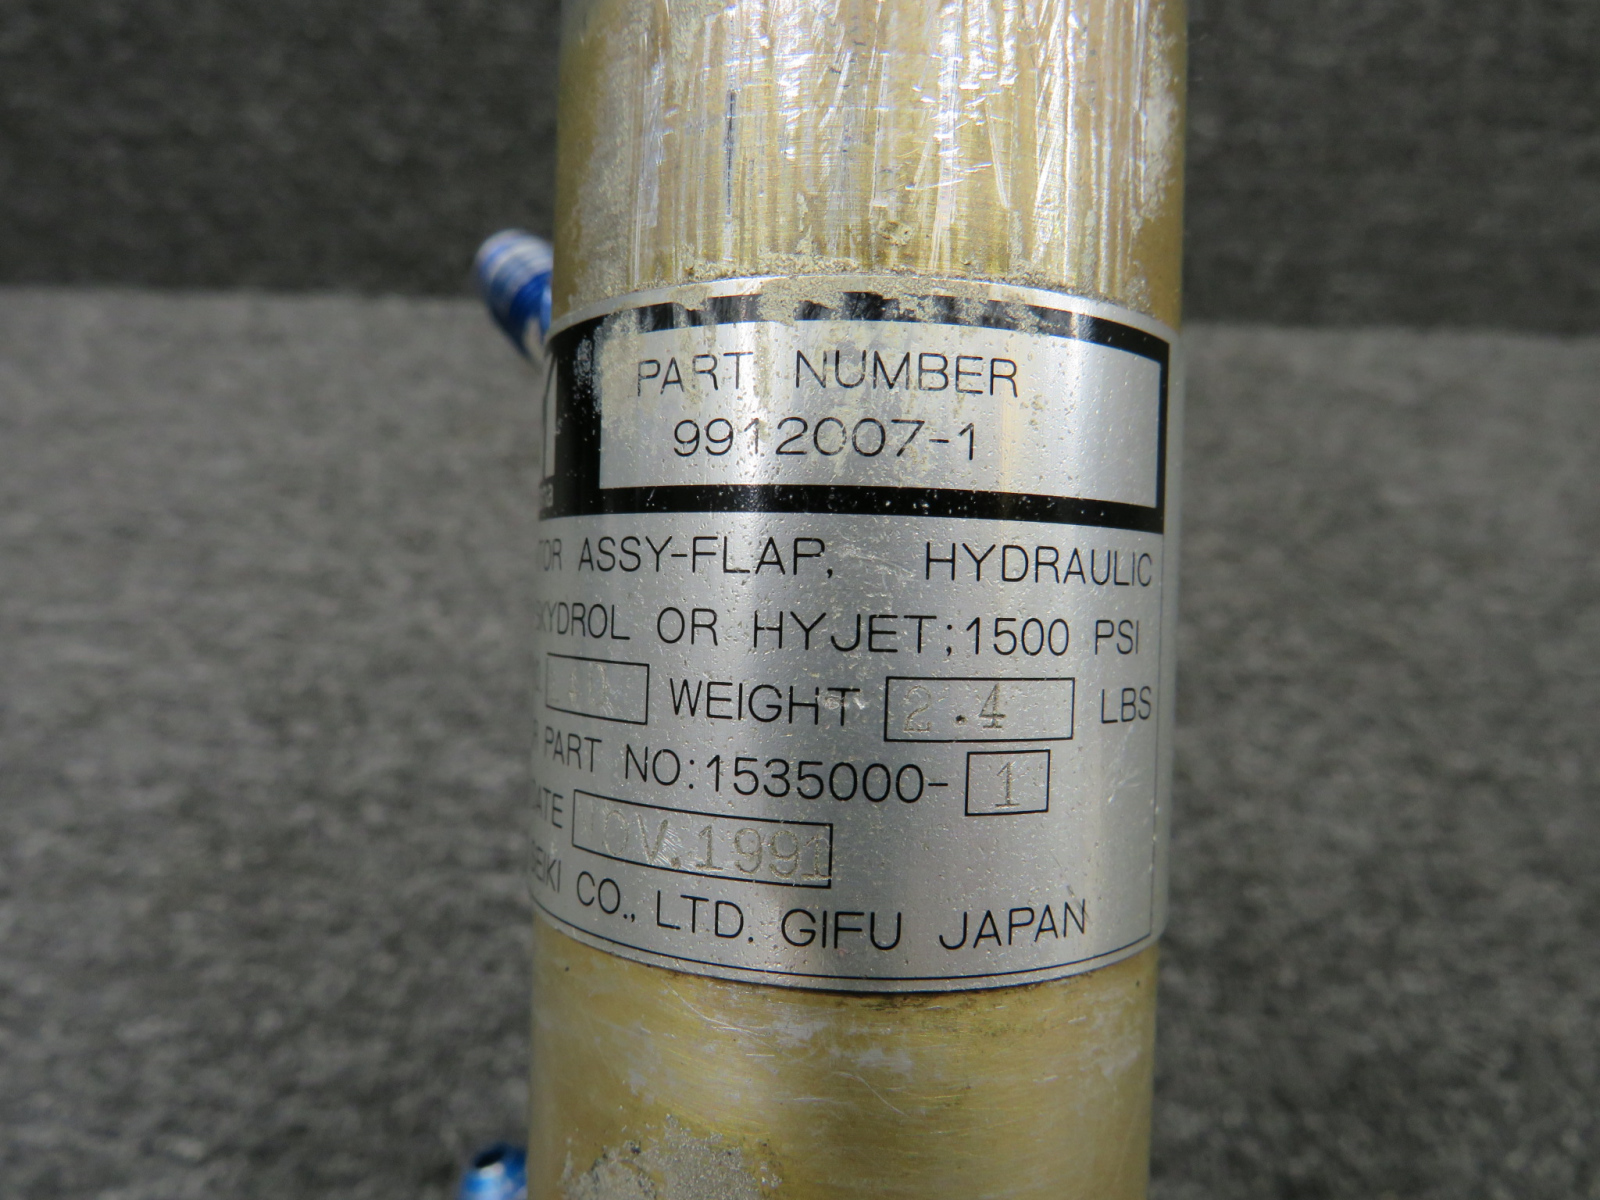 PART NUMBER
9912007-1
ASSY-FLAP, HYDRAULIC
SKYDROL OR HYJET;1500 PSI
WEIGHT 2.4 LBS
PART NO:1535000-1
OV.1991
CO., LTD. GIFU JAPAN